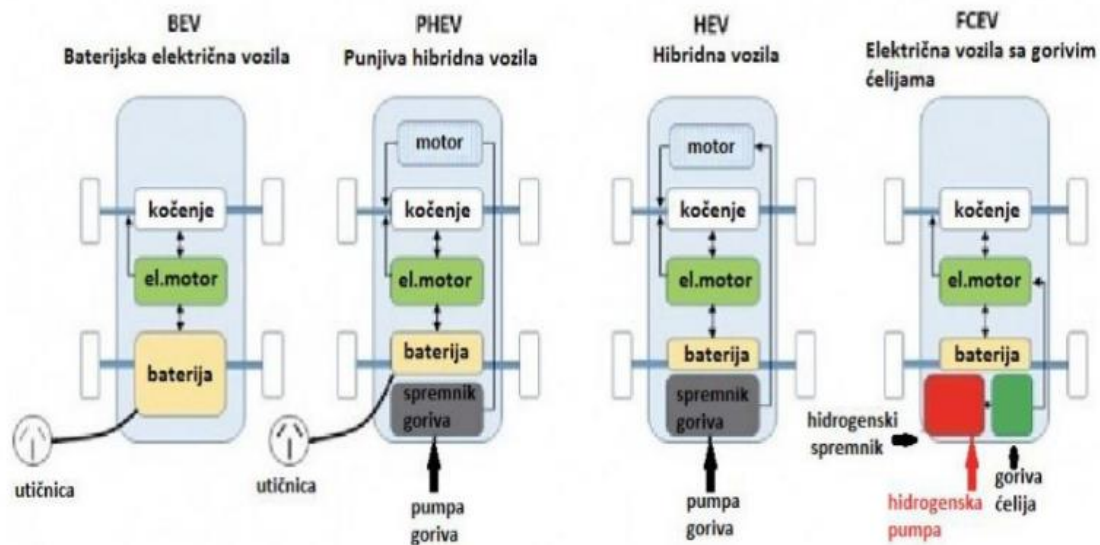 BEV
Baterijska električna vozila
PHEV
Punjiva hibridna vozila
HEV
Hibridna vozila
FCEV
Električna vozila sa gorivim
ćelijama
kočenje
el.motor
baterija
utičnica
motor
kočenje
el.motor
baterija
spremnik
goriva
utičnica
pumpa
goriva
motor
kočenje
el.motor
baterija
spremnik
goriva
pumpa
goriva
kočenje
el.motor
baterija
hidrogenski
spremnik
hidrogenska
pumpa
goriva
ćelija